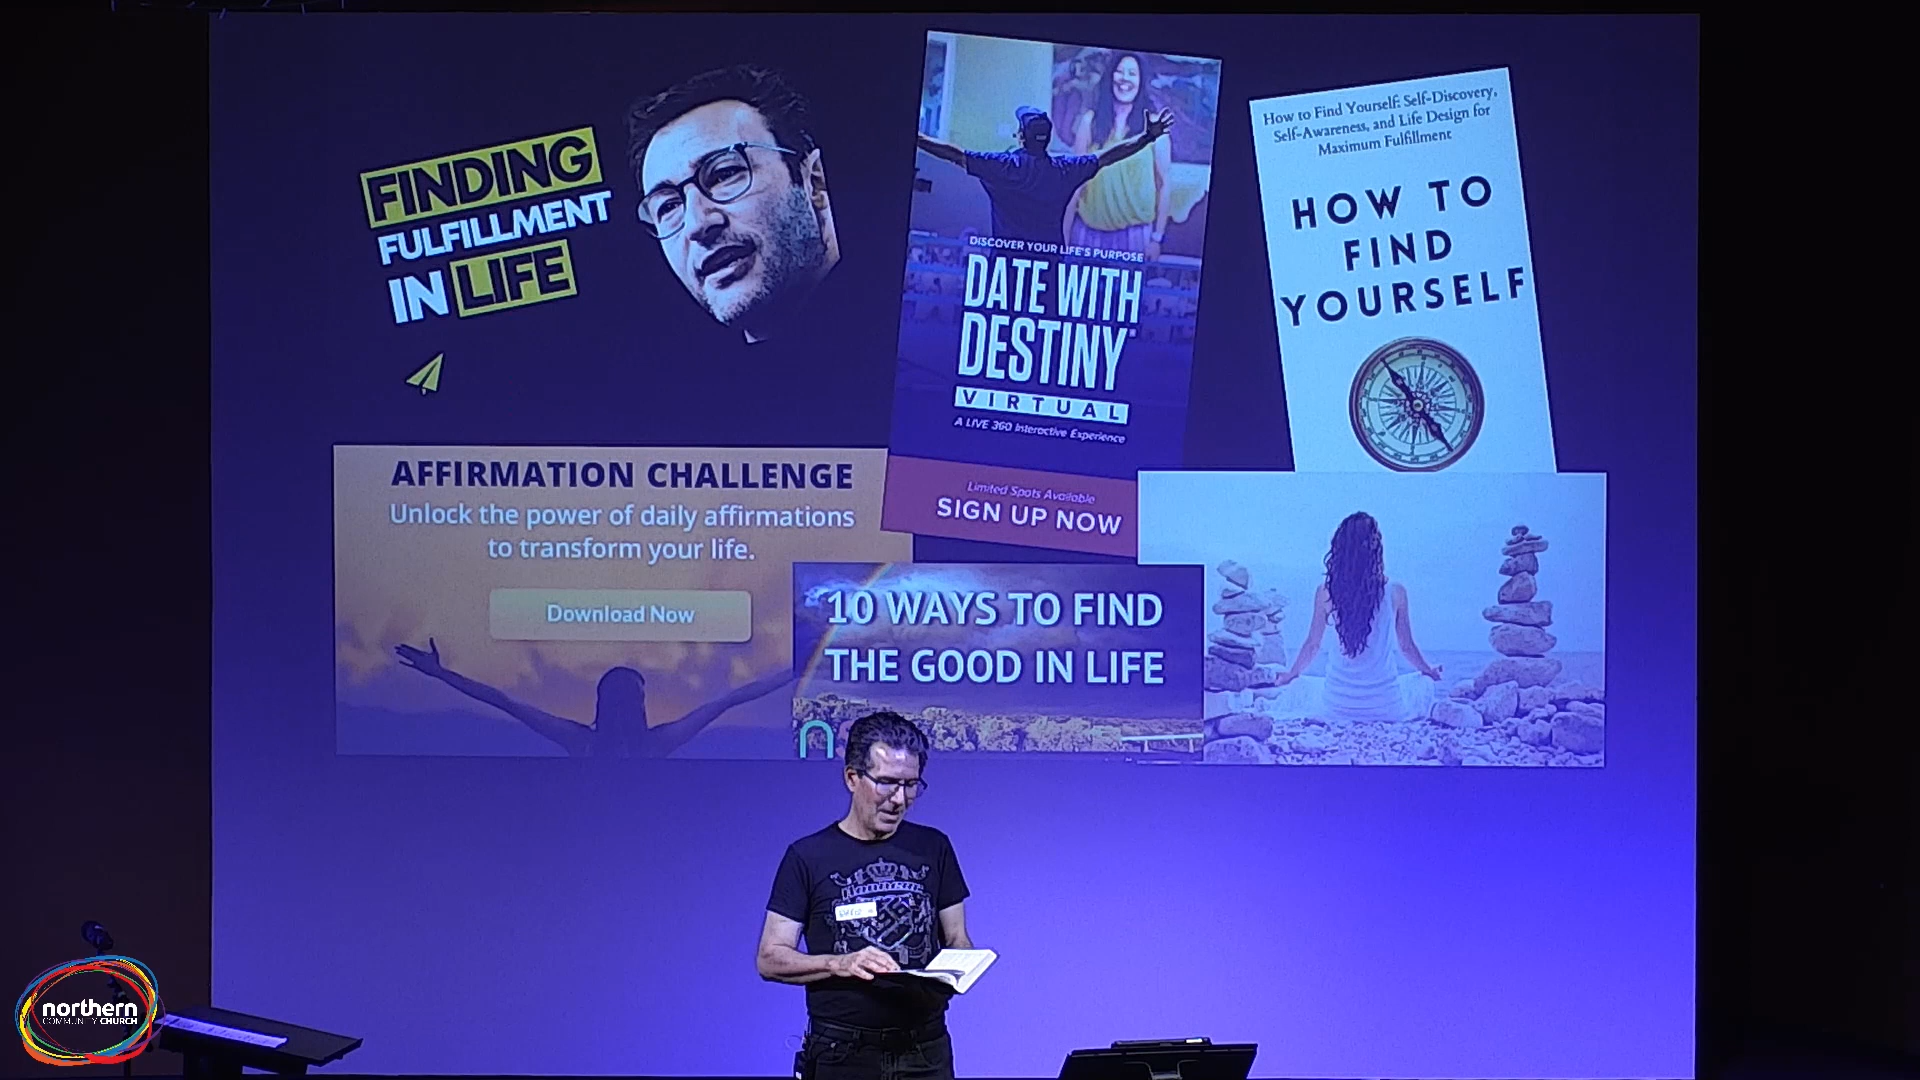 FINDING
FULFILLMENT
IN LIFE
DISCOVER YOUR LIFE'S PURPOSE
DATE WITH
DESTINY
VIRTUAL
A LIVE 360 Interactive Experience
Limited Spots Available
SIGN UP NOW
How to Find Yourself: Self-Discovery,
Self-Awareness, and Life Design for
Maximum Fulfillment
HOW TO
FIND
YOURSELF
AFFIRMATION CHALLENGE
Unlock the power of daily affirmations
to transform your life.
Download Now
10 WAYS TO FIND
THE GOOD IN LIFE
northern
COMMUNITY CHURCH